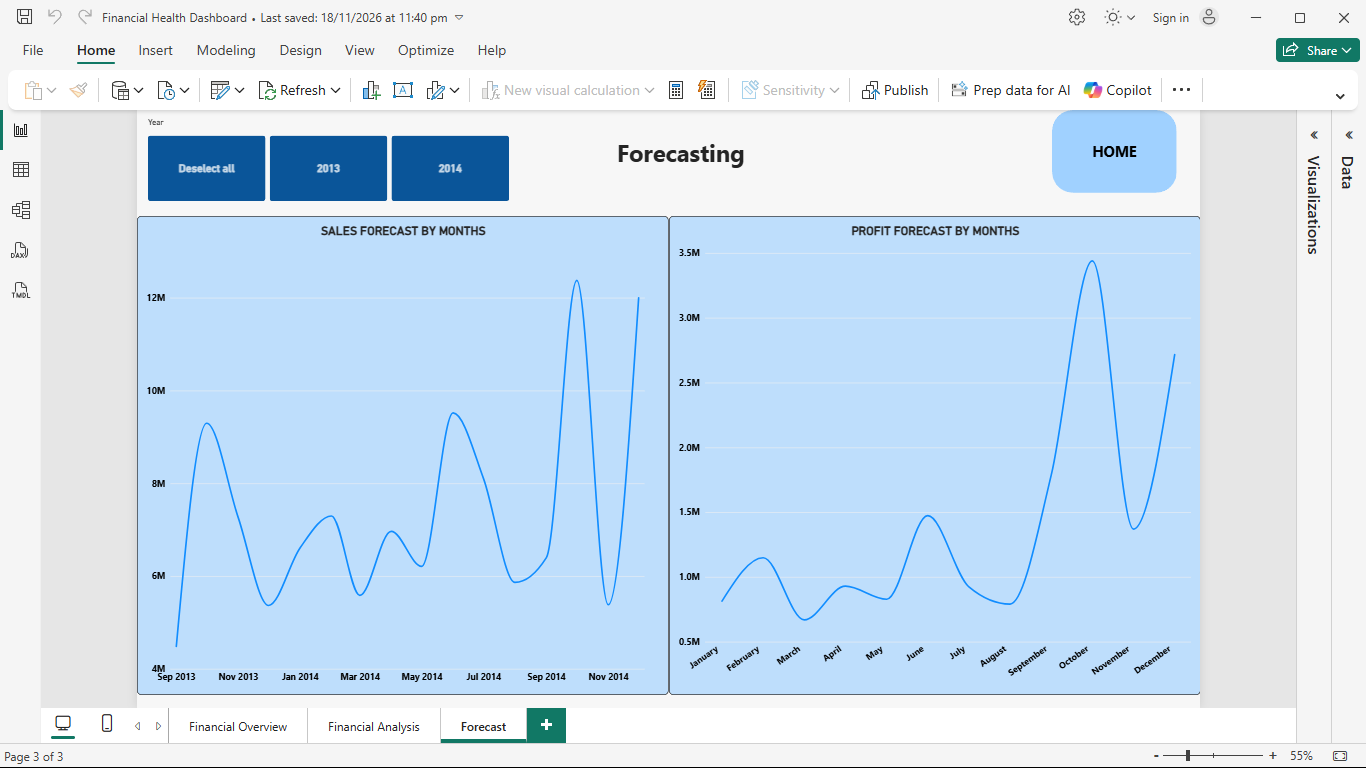 Financial Health Dashboard • Last saved: 18/11/2026 at 11:40 pm
Sign in
File Home Insert Modeling Design View Optimize Help
Share
Refresh
A
New visual calculation
Sensitivity
Publish
Prep data for AI
Copilot
DAX
TMDL
Year
Deselect all
2013
2014
Forecasting
HOME
Visualizations
Data
SALES FORECAST BY MONTHS
12M
10M
8M
6M
4M
Sep 2013 Nov 2013 Jan 2014 Mar 2014 May 2014 Jul 2014 Sep 2014 Nov 2014
PROFIT FORECAST BY MONTHS
3.5M
3.0M
2.5M
2.0M
1.5M
1.0M
0.5M
January February March April May June July August September October November December
Financial Overview
Financial Analysis
Forecast
+
Page 3 of 3
- + 55%